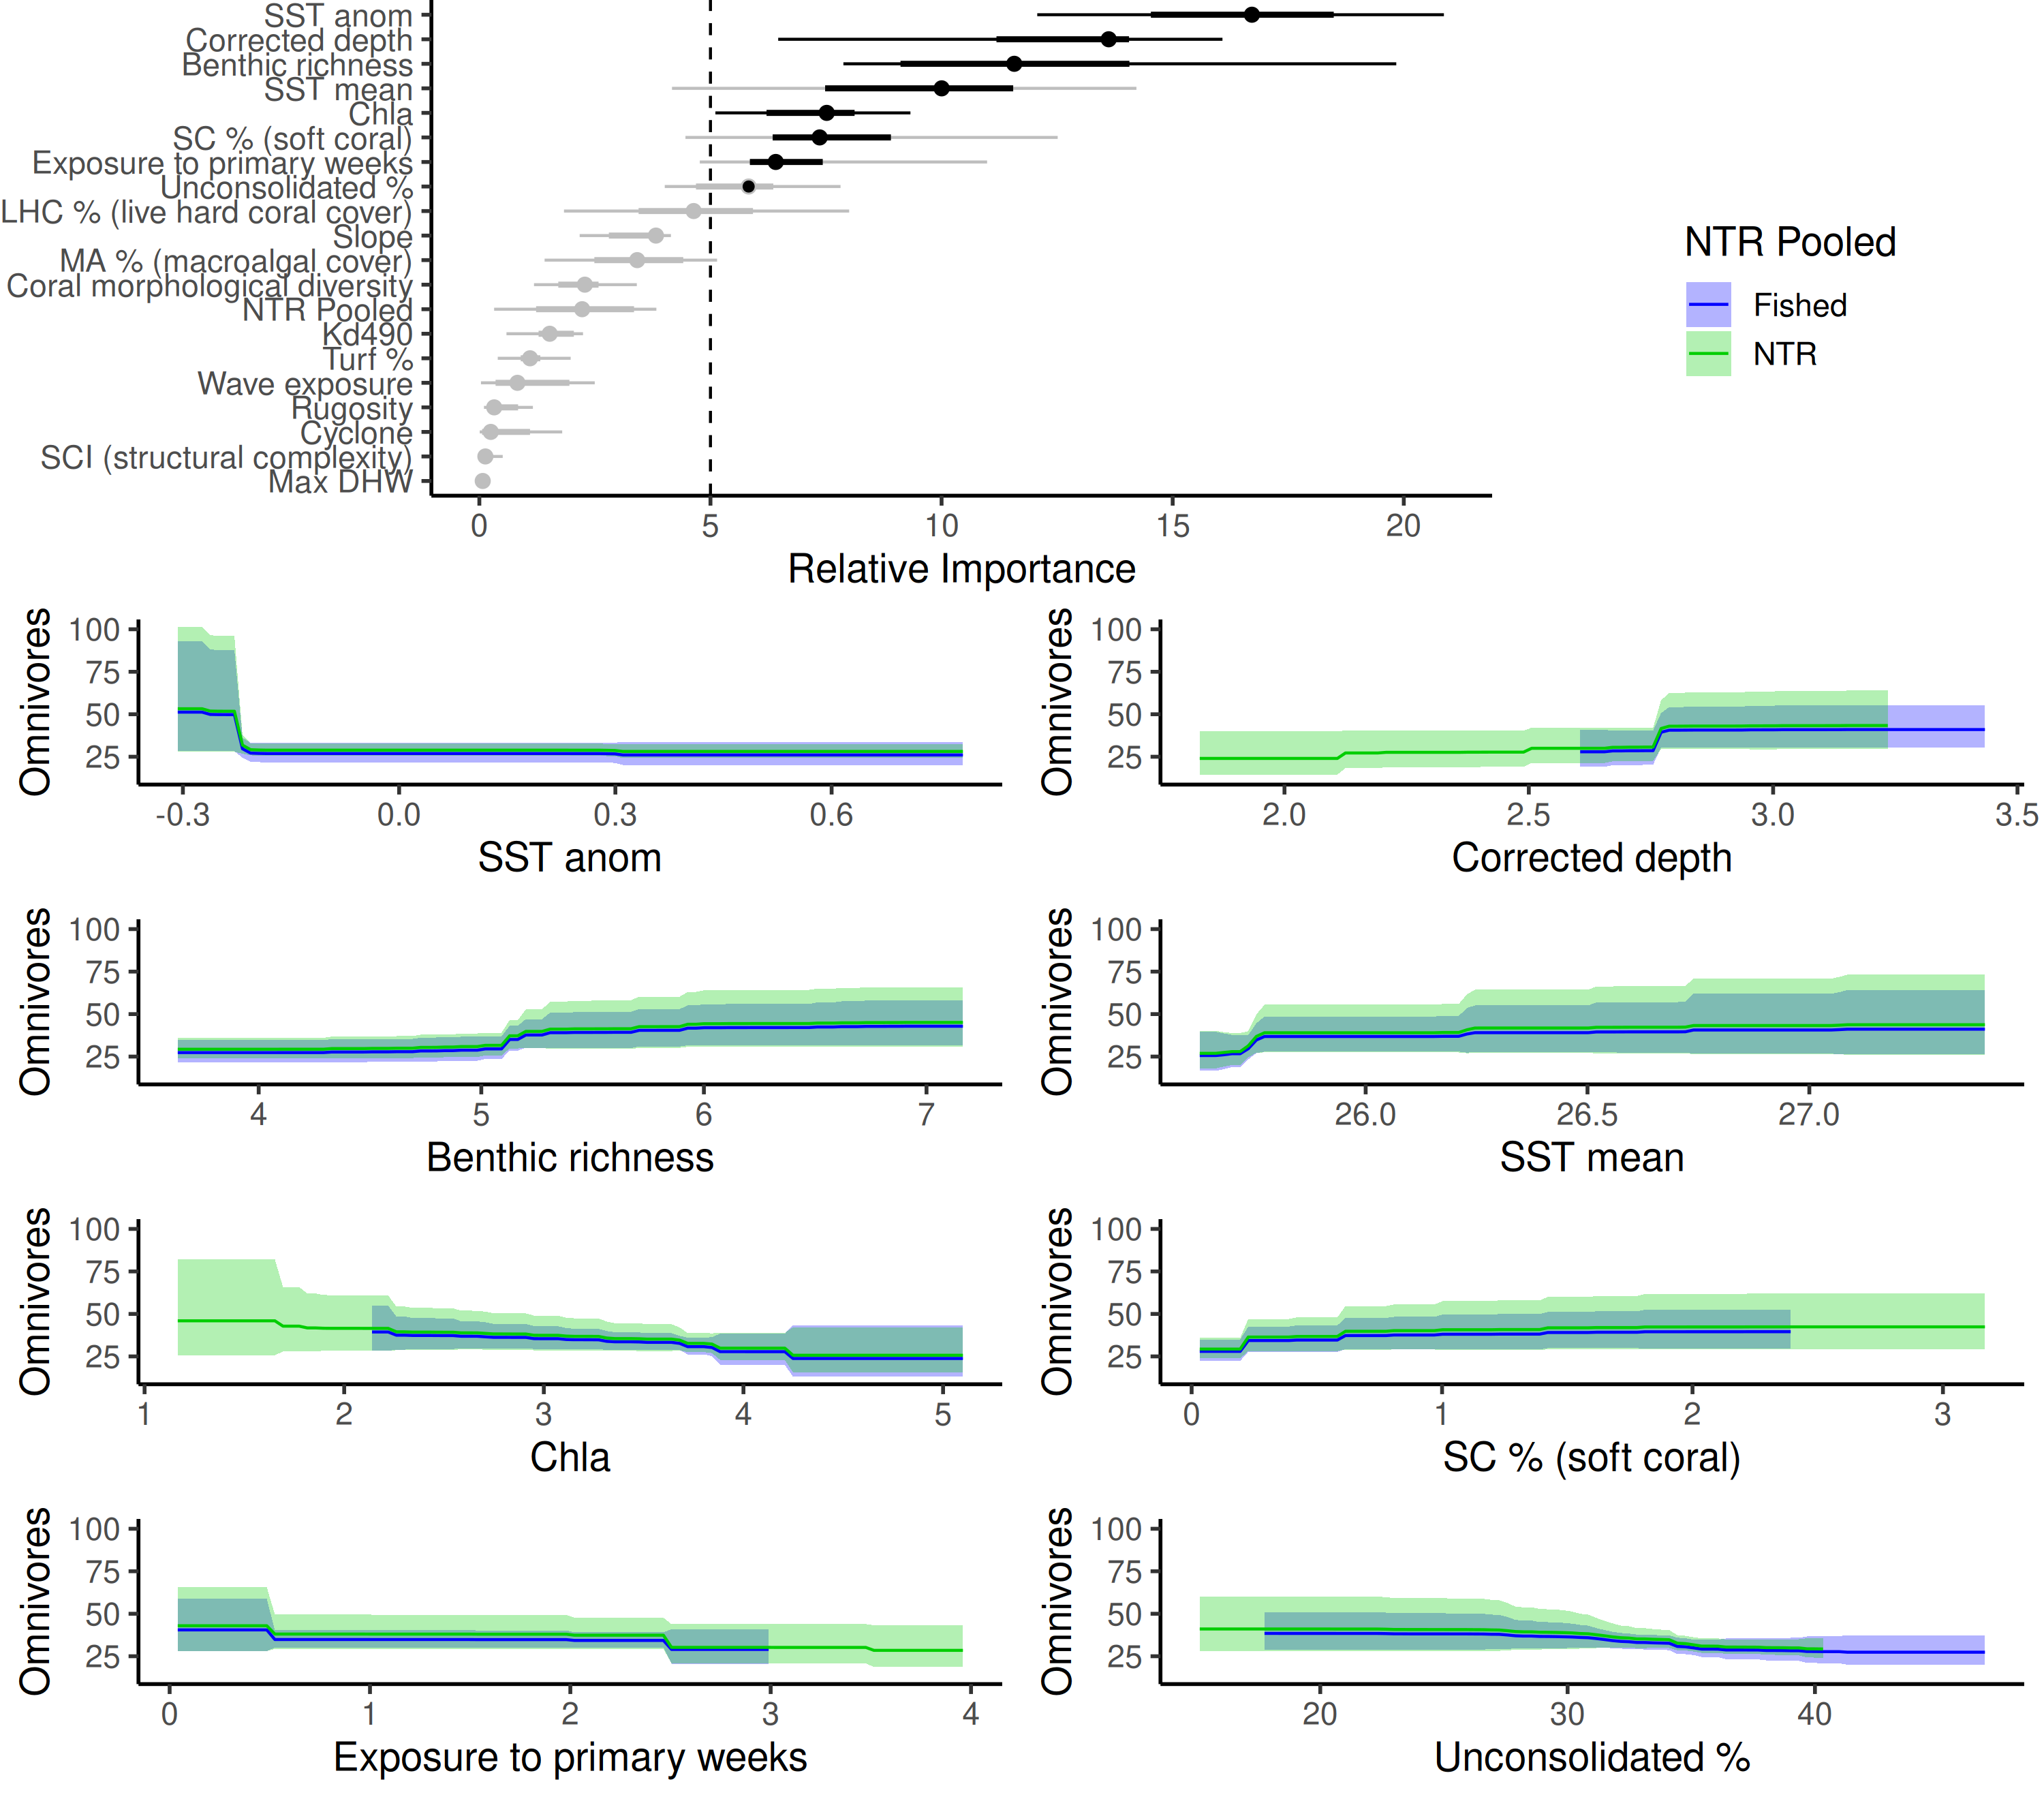 SST anom
Corrected depth
Benthic richness
SST mean
Chla
SC % (soft coral)
Exposure to primary weeks
Unconsolidated %
LHC % (live hard coral cover)
Slope
MA % (macroalgal cover)
Coral morphological diversity
NTR Pooled
Kd490
Turf %
Wave exposure
Rugosity
Cyclone
SCI (structural complexity)
Max DHW
0 5 10 15 20
Relative Importance
NTR Pooled
Fished
NTR
Omnivores
100
75
50
25
-0.3 0.0 0.3 0.6
SST anom
Omnivores
100
75
50
25
2.0 2.5 3.0 3.5
Corrected depth
Omnivores
100
75
50
25
4 5 6 7
Benthic richness
Omnivores
100
75
50
25
26.0 26.5 27.0
SST mean
Omnivores
100
75
50
25
1 2 3 4 5
Chla
Omnivores
100
75
50
25
0 1 2 3
SC % (soft coral)
Omnivores
100
75
50
25
0 1 2 3 4
Exposure to primary weeks
Omnivores
100
75
50
25
20 30 40
Unconsolidated %